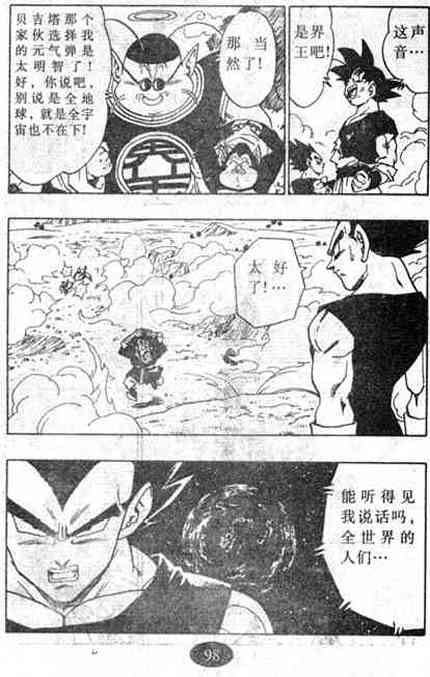 这声
音…
是界
王吧!
那当
然了!
贝吉塔那个
家伙选择我
的元气弹是
太明智了!
好，你说吧，
别说是全地
球，就是全宇
宙也不在下!
太好
了!…
能听得见
我说话吗，
全世界的
人们…
98